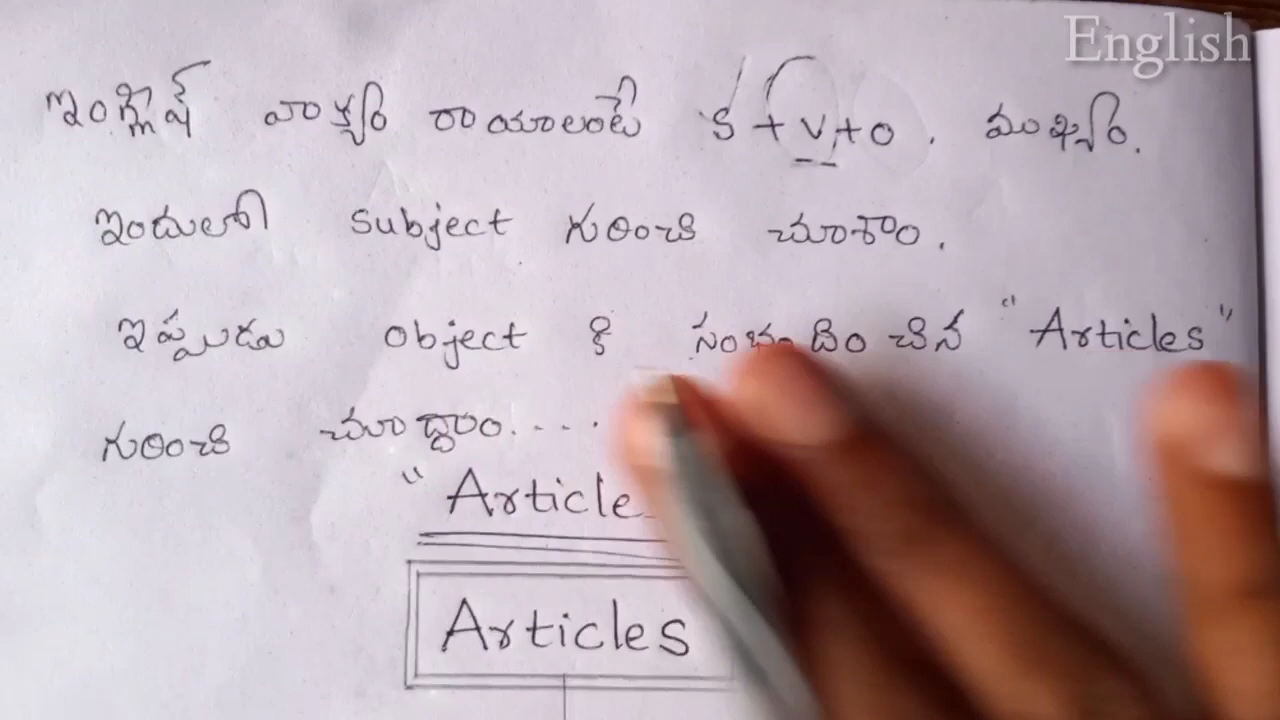 English
ఇంగ్లీష్ వాక్యం రాయాలంటే S + V + O . ముఖ్యం.
ఇందులో Subject గురించి చూశాం.
ఇప్పుడు Object కి సంభందించిన "Articles"
గురించి చూద్దాం....
"Article
Articles